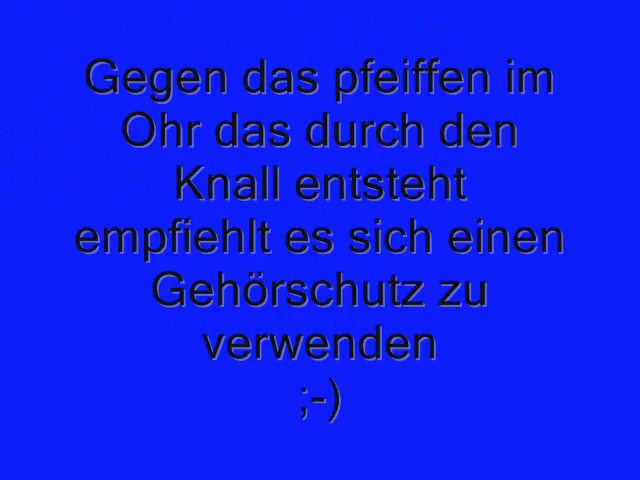 Gegen das pfeiffen im
Ohr das durch den
Knall entsteht
empfiehlt es sich einen
Gehörschutz zu
verwenden
;-)